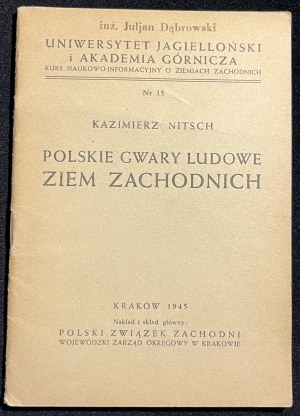 inż. Juljan Dąbrowski
UNIWERSYTET JAGIELLOŃSKI
i AKADEMIA GÓRNICZA
KURS NAUKOWO-INFORMACYJNY O ZIEMIACH ZACHODNICH
Nr 15
KAZIMIERZ NITSCH
POLSKIE GWARY LUDOWE
ZIEM ZACHODNICH
KRAKÓW 1945
Nakład i skład główny:
POLSKI ZWIĄZEK ZACHODNI
WOJEWÓDZKI ZARZĄD OKRĘGOWY W KRAKOWIE